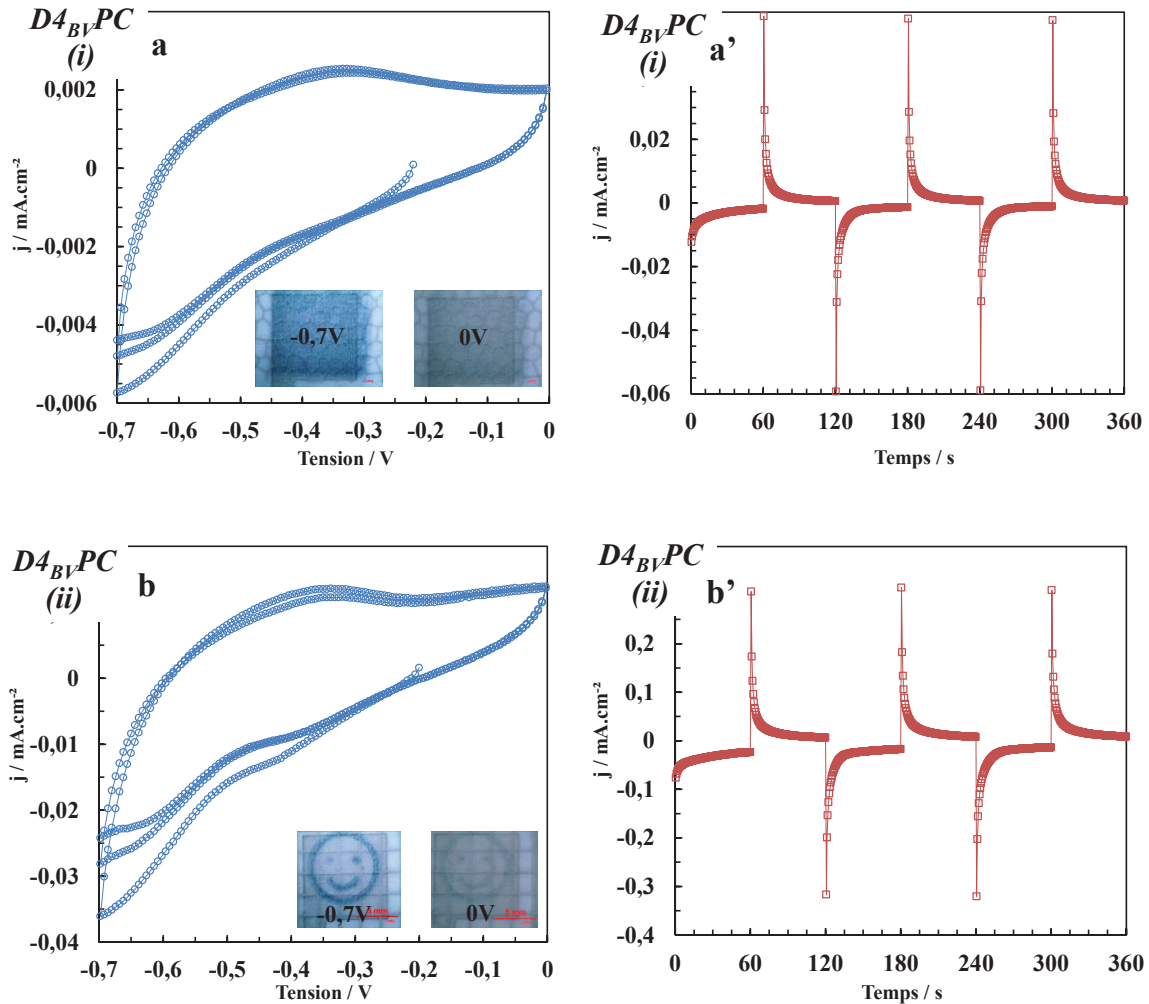 D4BVPC
(i)
a
0,002
0
-0,002
-0,004
-0,006
j / mA.cm⁻²
-0,7V
0V
-0,7 -0,6 -0,5 -0,4 -0,3 -0,2 -0,1 0
Tension / V
D4BVPC
(i)
a’
0,02
0
-0,02
-0,04
-0,06
j / mA.cm⁻²
0 60 120 180 240 300 360
Temps / s
D4BVPC
(ii)
b
0
-0,01
-0,02
-0,03
-0,04
j / mA.cm⁻²
-0,7V
0V
5 mm
-0,7 -0,6 -0,5 -0,4 -0,3 -0,2 -0,1 0
Tension / V
D4BVPC
(ii)
b’
0,2
0,1
0
-0,1
-0,2
-0,3
-0,4
j / mA.cm⁻²
0 60 120 180 240 300 360
Temps / s